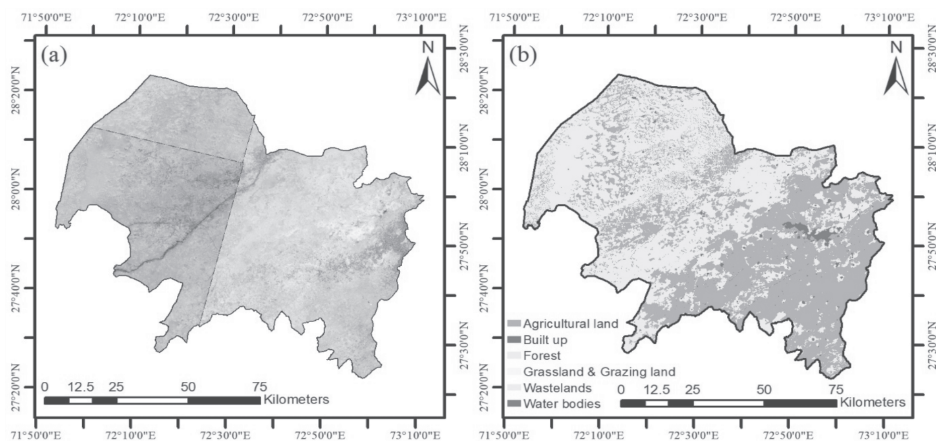 71°50'0"E 72°10'0"E 72°30'0"E 72°50'0"E 73°10'0"E
71°50'0"E 72°10'0"E 72°30'0"E 72°50'0"E 73°10'0"E
(a)
N
28°20'0"N
28°0'0"N
27°40'0"N
27°20'0"N
28°30'0"N
28°10'0"N
27°50'0"N
27°30'0"N
0 12.5 25 50 75
Kilometers
71°50'0"E 72°10'0"E 72°30'0"E 72°50'0"E 73°10'0"E
71°50'0"E 72°10'0"E 72°30'0"E 72°50'0"E 73°10'0"E
(b)
N
28°20'0"N
28°0'0"N
27°40'0"N
27°20'0"N
28°30'0"N
28°10'0"N
27°50'0"N
27°30'0"N
Agricultural land
Built up
Forest
Grassland & Grazing land
Wastelands
Water bodies
0 12.5 25 50 75
Kilometers